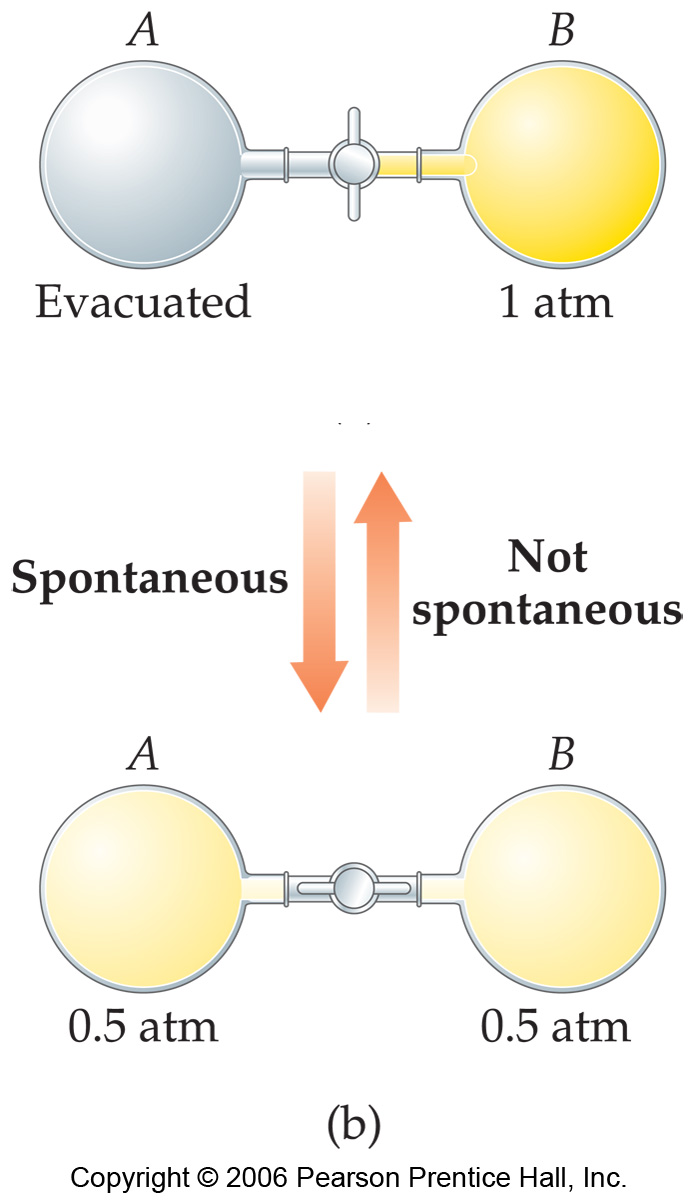 A B
Evacuated 1 atm
Spontaneous
Not
spontaneous
A B
0.5 atm 0.5 atm
(b)
Copyright © 2006 Pearson Prentice Hall, Inc.